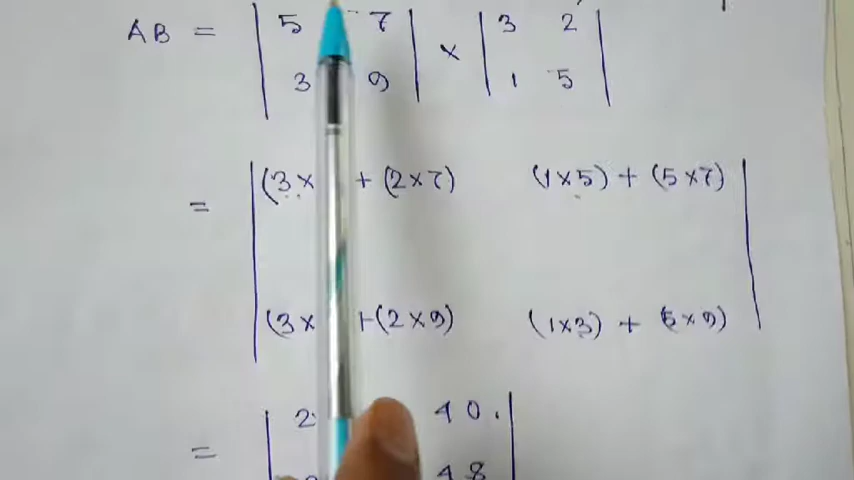 AB = | 5 7 | × | 3 2 |
| 3 9 | | 1 5 |
= | (3× + (2×7) (1×5) + (5×7) |
| (3× +(2×9) (1×3) + (5×9) |
= | 2 40. |
| 48 |